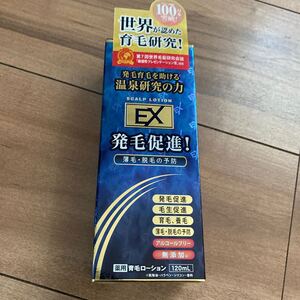 100
世界が認めた
育毛研究!
第7回世界毛髪研究会議
発毛育毛を助ける
温泉研究の力
SCALP LOTION
EX
発毛促進!
薄毛・脱毛の予防
発毛促進
毛生促進
育毛、養毛
薄毛・脱毛の予防
アルコールフリー
無添加
薬用 育毛ローション 120mL